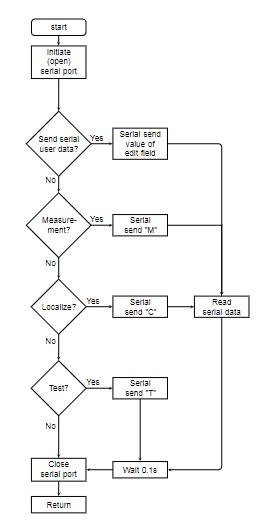 start
Initiate
(open)
serial port
Send serial
user data?
Yes
Serial send
value of
edit field
No
Measure-
ment?
Yes
Serial
send "M"
No
Localize?
Yes
Serial
send "C"
Read
serial data
No
Test?
Yes
Serial
send "T"
No
Close
serial port
Wait 0.1s
Return